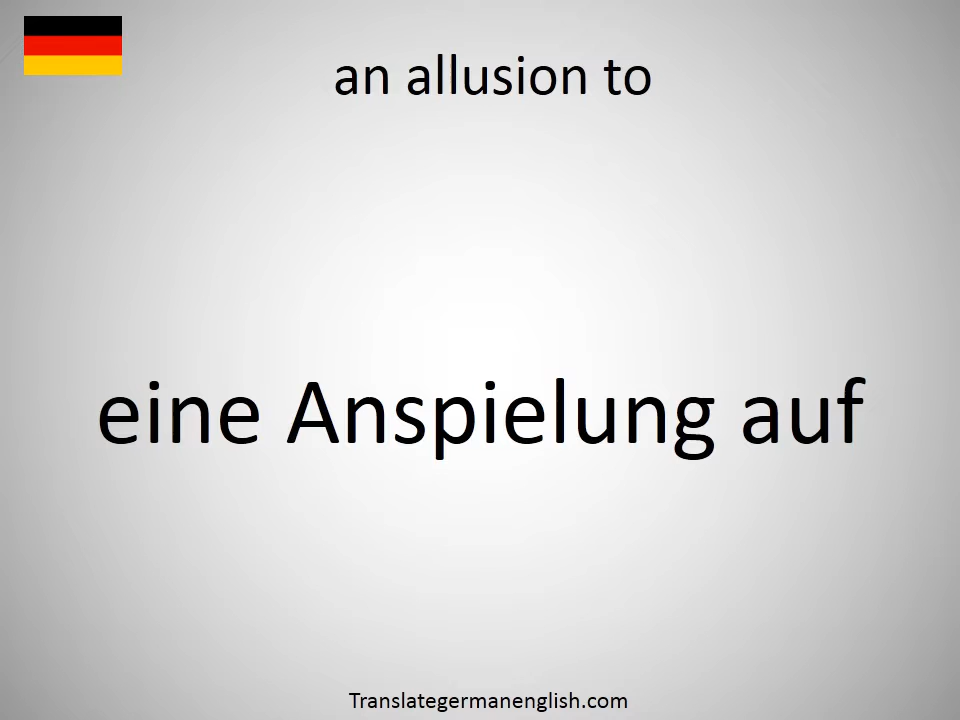 an allusion to
eine Anspielung auf
Translategermanenglish.com